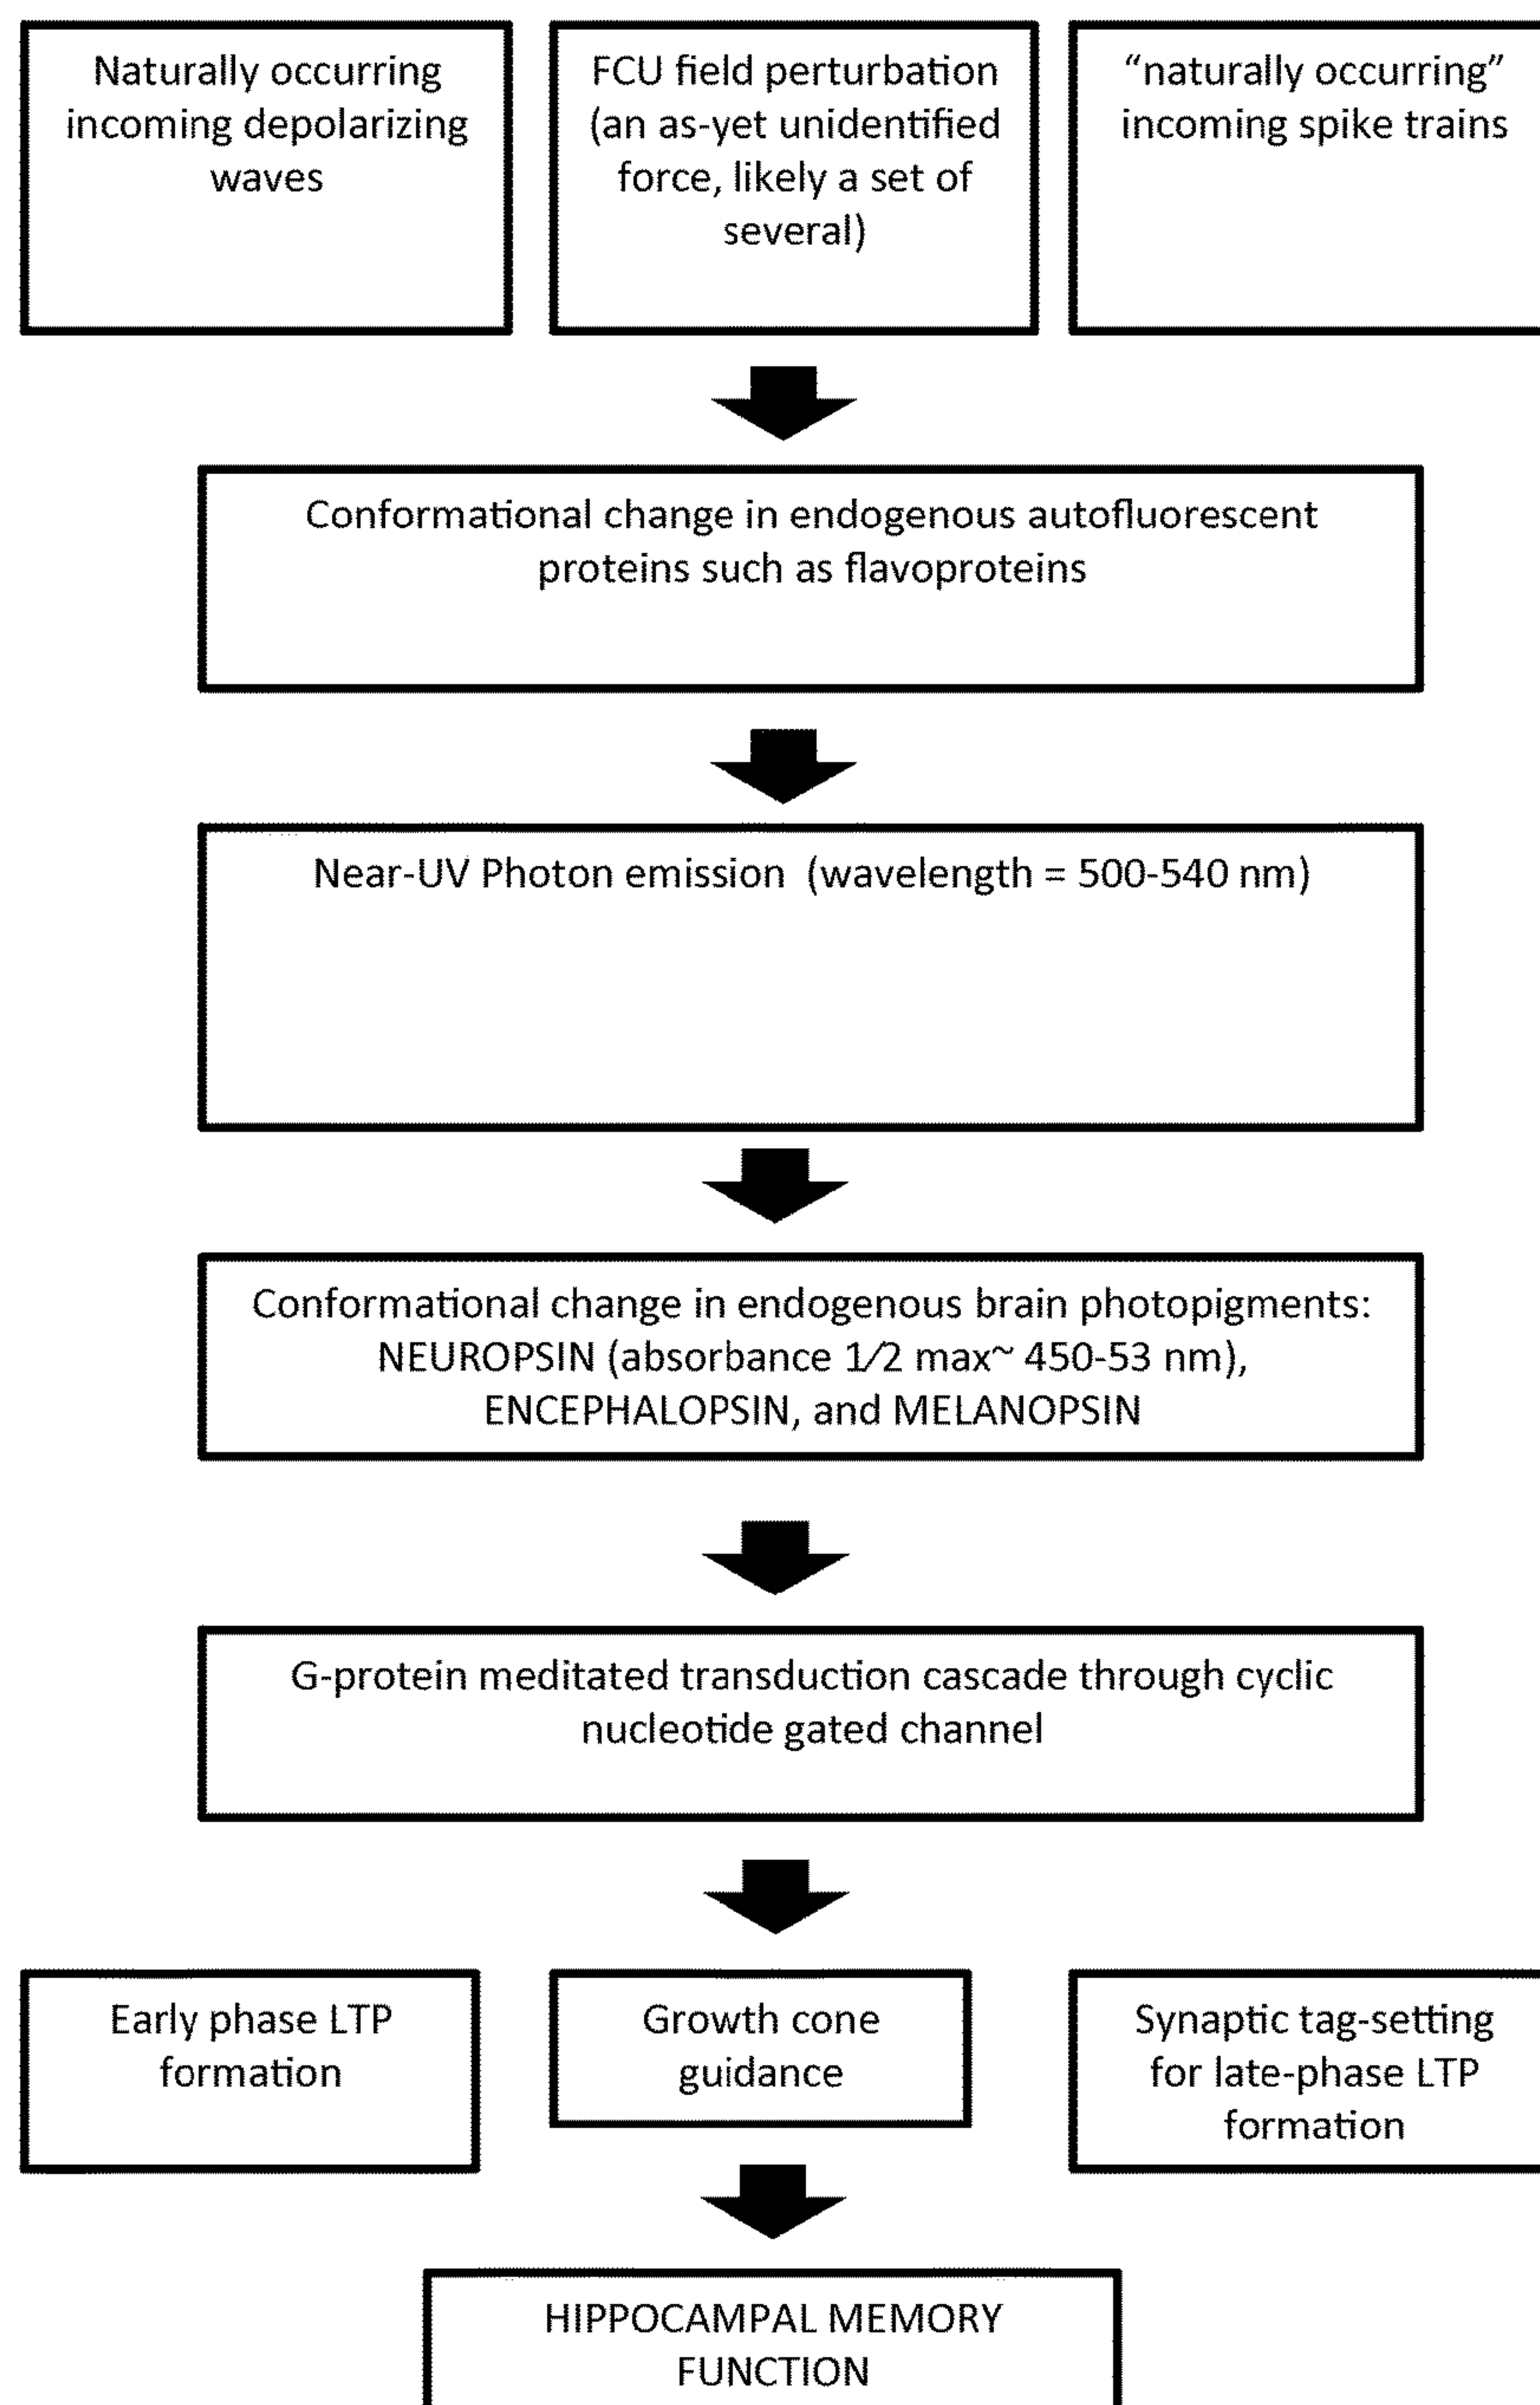 Naturally occurring
incoming depolarizing
waves
FCU field perturbation
(an as-yet unidentified
force, likely a set of
several)
“naturally occurring”
incoming spike trains
Conformational change in endogenous autofluorescent
proteins such as flavoproteins
Near-UV Photon emission (wavelength = 500-540 nm)
Conformational change in endogenous brain photopigments:
NEUROPSIN (absorbance 1⁄2 max~ 450-53 nm),
ENCEPHALOPSIN, and MELANOPSIN
G-protein meditated transduction cascade through cyclic
nucleotide gated channel
Early phase LTP
formation
Growth cone
guidance
Synaptic tag-setting
for late-phase LTP
formation
HIPPOCAMPAL MEMORY
FUNCTION